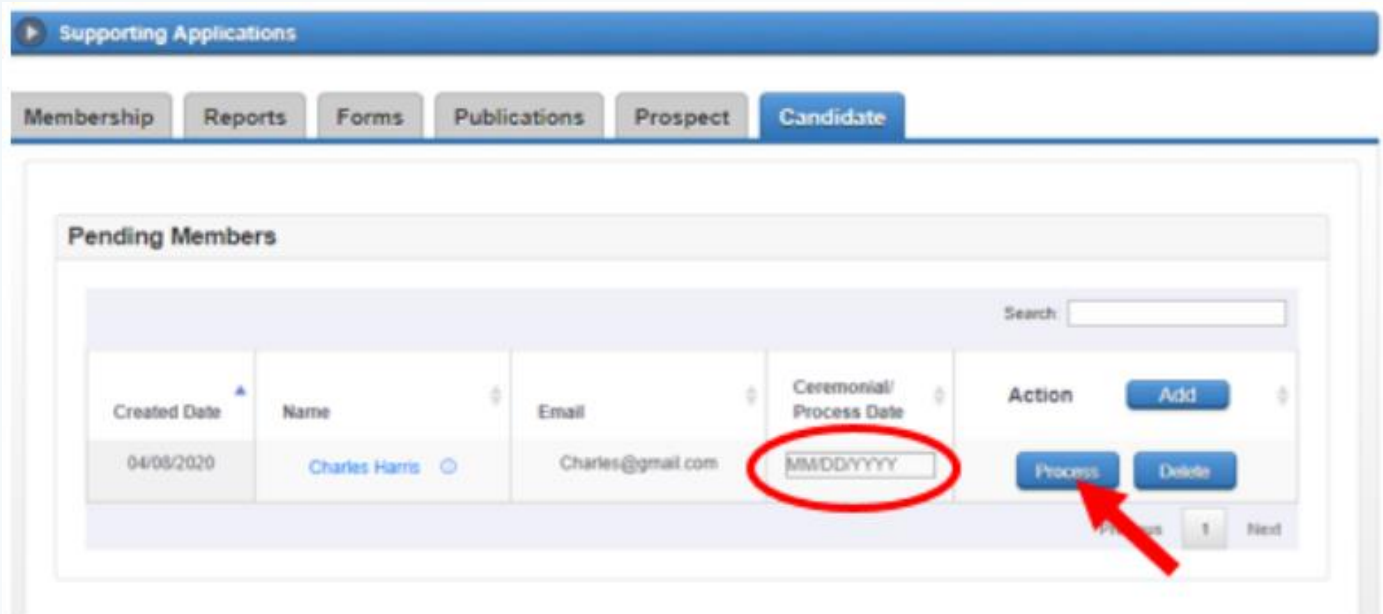 Supporting Applications
Membership Reports Forms Publications Prospect Candidate
Pending Members
Search
Created Date Name Email Ceremonial/ Process Date Action Add
04/08/2020 Charles Harris Charles@gmail.com MM/DD/YYYY Process Delete
1 Next